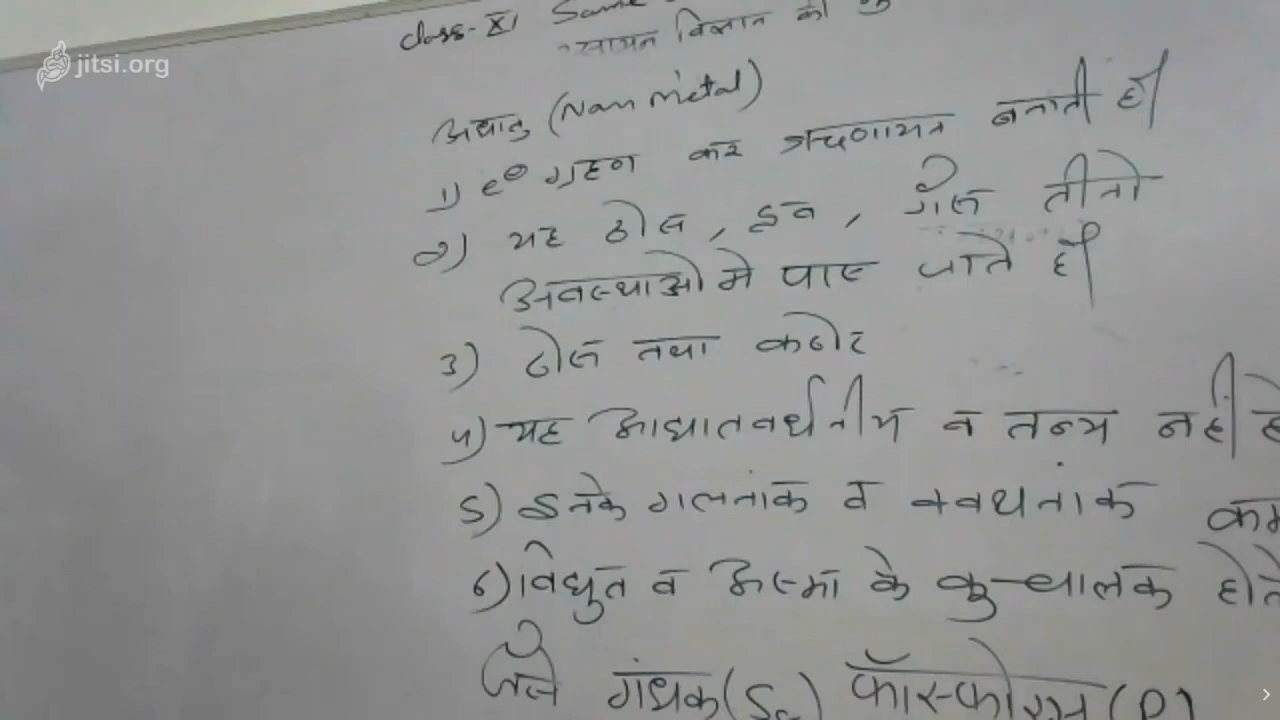 jitsi.org
Class-XI Same
विज्ञान की
अधातु (Non Metal)
1) e⊖ ग्रहण कर ऋणायन बनाती है।
2) यह ठोस, द्रव, गैस तीनो
अवस्थाओ मे पाए जाते है।
3) ठोस तथा कठोर
4) यह आघातवर्धनीय व तन्य नही
5) इनके गलनांक व क्वथनांक कम
6) विधुत व ऊष्मा के कु-चालक होते
जैसे गंधक फॉस्फोरस (P)